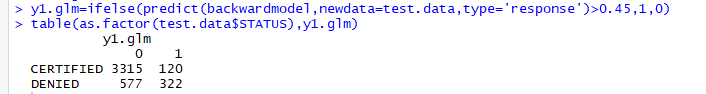 > y1.glm=ifelse(predict(backwardmodel,newdata=test.data,type='response')>0.45,1,0)
> table(as.factor(test.data$STATUS),y1.glm)
y1.glm
0 1
CERTIFIED 3315 120
DENIED 577 322